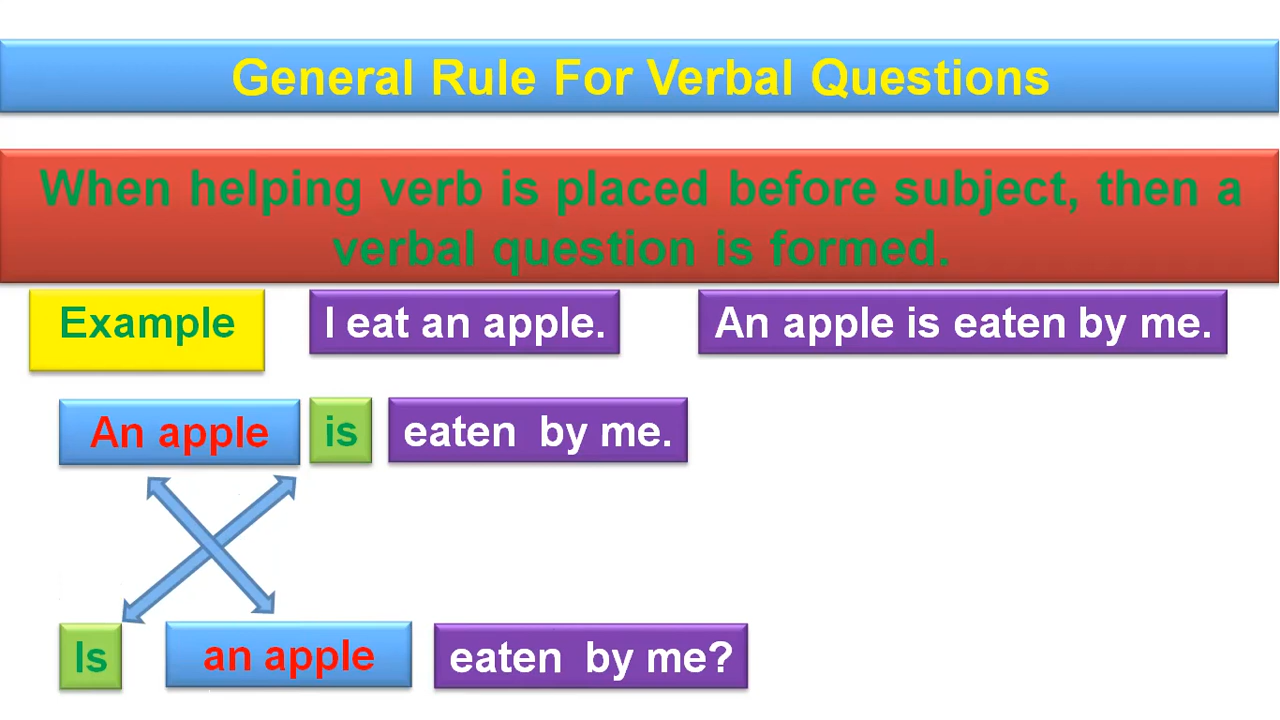 General Rule For Verbal Questions
When helping verb is placed before subject, then a
verbal question is formed.
Example
I eat an apple.
An apple is eaten by me.
An apple is eaten by me.
Is an apple eaten by me?